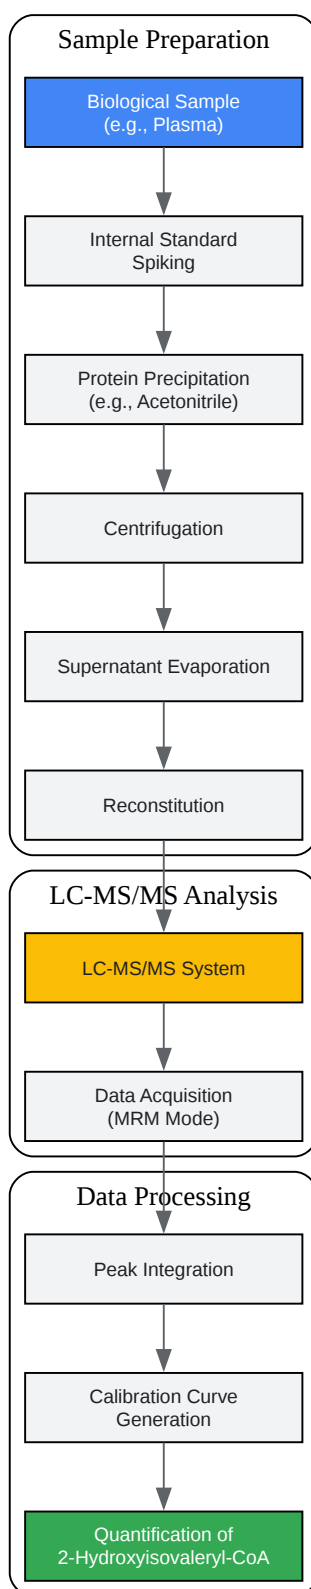 Sample Preparation
Biological Sample
(e.g., Plasma)
Internal Standard
Spiking
Protein Precipitation
(e.g., Acetonitrile)
Centrifugation
Supernatant Evaporation
Reconstitution
LC-MS/MS Analysis
LC-MS/MS System
Data Acquisition
(MRM Mode)
Data Processing
Peak Integration
Calibration Curve
Generation
Quantification of
2-Hydroxyisovaleryl-CoA